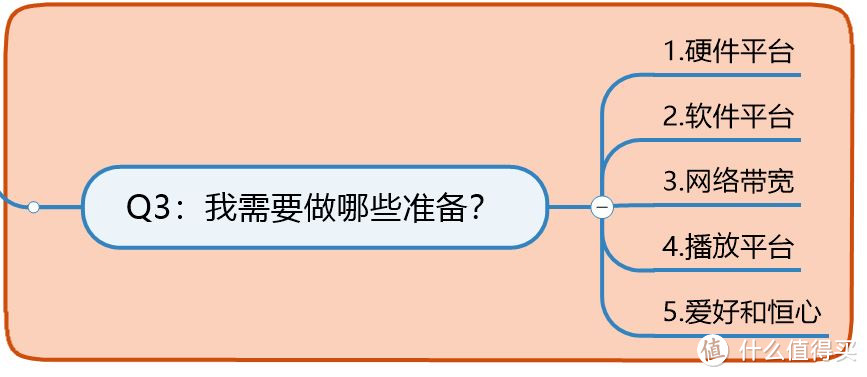 Q3：我需要做哪些准备？
1.硬件平台
2.软件平台
3.网络带宽
4.播放平台
5.爱好和恒心
值 什么值得买